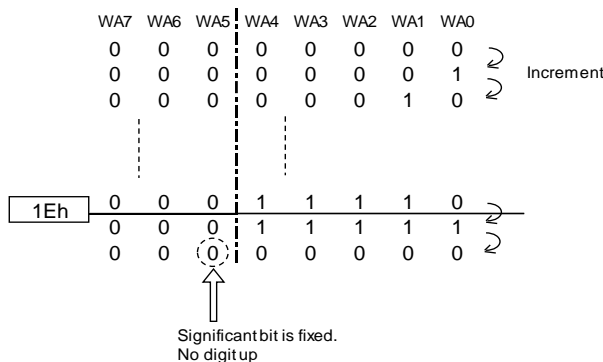 WA7 WA6 WA5 WA4 WA3 WA2 WA1 WA0
0 0 0 0 0 0 0 0
0 0 0 0 0 0 0 1 Increment
0 0 0 0 0 0 1 0
1Eh 0 0 0 1 1 1 1 0
0 0 0 1 1 1 1 1
0 0 0 0 0 0 0 0
Significant bit is fixed.
No digit up